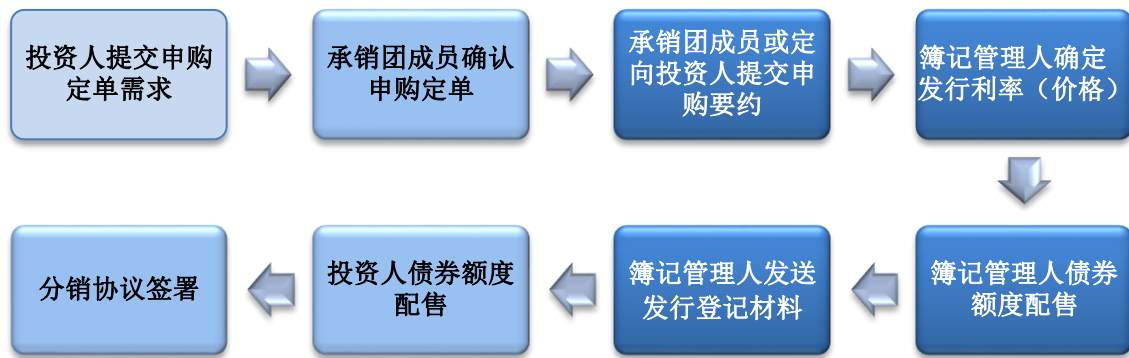 投资人提交申购
定单需求
承销团成员确认
申购定单
承销团成员或定
向投资人提交申
购要约
簿记管理人确定
发行利率（价格）
簿记管理人债券
额度配售
簿记管理人发送
发行登记材料
投资人债券额度
配售
分销协议签署